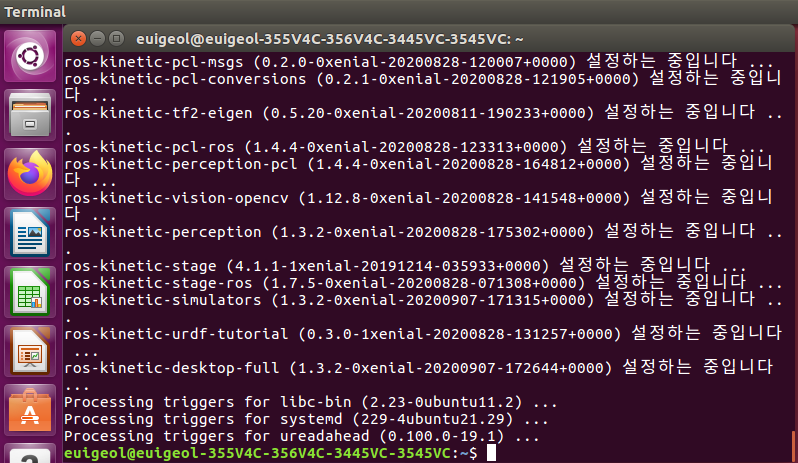 Terminal
euigeol@euigeol-355V4C-356V4C-3445VC-3545VC: ~
ros-kinetic-pcl-msgs (0.2.0-0xenial-20200828-120007+0000) 설정하는 중입니다 ...
ros-kinetic-pcl-conversions (0.2.1-0xenial-20200828-121905+0000) 설정하는 중입니
다 ...
ros-kinetic-tf2-eigen (0.5.20-0xenial-20200811-190233+0000) 설정하는 중입니다 ..
.
ros-kinetic-pcl-ros (1.4.4-0xenial-20200828-123313+0000) 설정하는 중입니다 ...
ros-kinetic-perception-pcl (1.4.4-0xenial-20200828-164812+0000) 설정하는 중입니
다 ...
ros-kinetic-vision-opencv (1.12.8-0xenial-20200828-141548+0000) 설정하는 중입니
다 ...
ros-kinetic-perception (1.3.2-0xenial-20200828-175302+0000) 설정하는 중입니다 ..
.
ros-kinetic-stage (4.1.1-1xenial-20191214-035933+0000) 설정하는 중입니다 ...
ros-kinetic-stage-ros (1.7.5-0xenial-20200828-071308+0000) 설정하는 중입니다 ...
ros-kinetic-simulators (1.3.2-0xenial-20200907-171315+0000) 설정하는 중입니다 ..
.
ros-kinetic-urdf-tutorial (0.3.0-1xenial-20200828-131257+0000) 설정하는 중입니다
...
ros-kinetic-desktop-full (1.3.2-0xenial-20200907-172644+0000) 설정하는 중입니다
...
Processing triggers for libc-bin (2.23-0ubuntu11.2) ...
Processing triggers for systemd (229-4ubuntu21.29) ...
Processing triggers for ureadahead (0.100.0-19.1) ...
euigeol@euigeol-355V4C-356V4C-3445VC-3545VC:~$